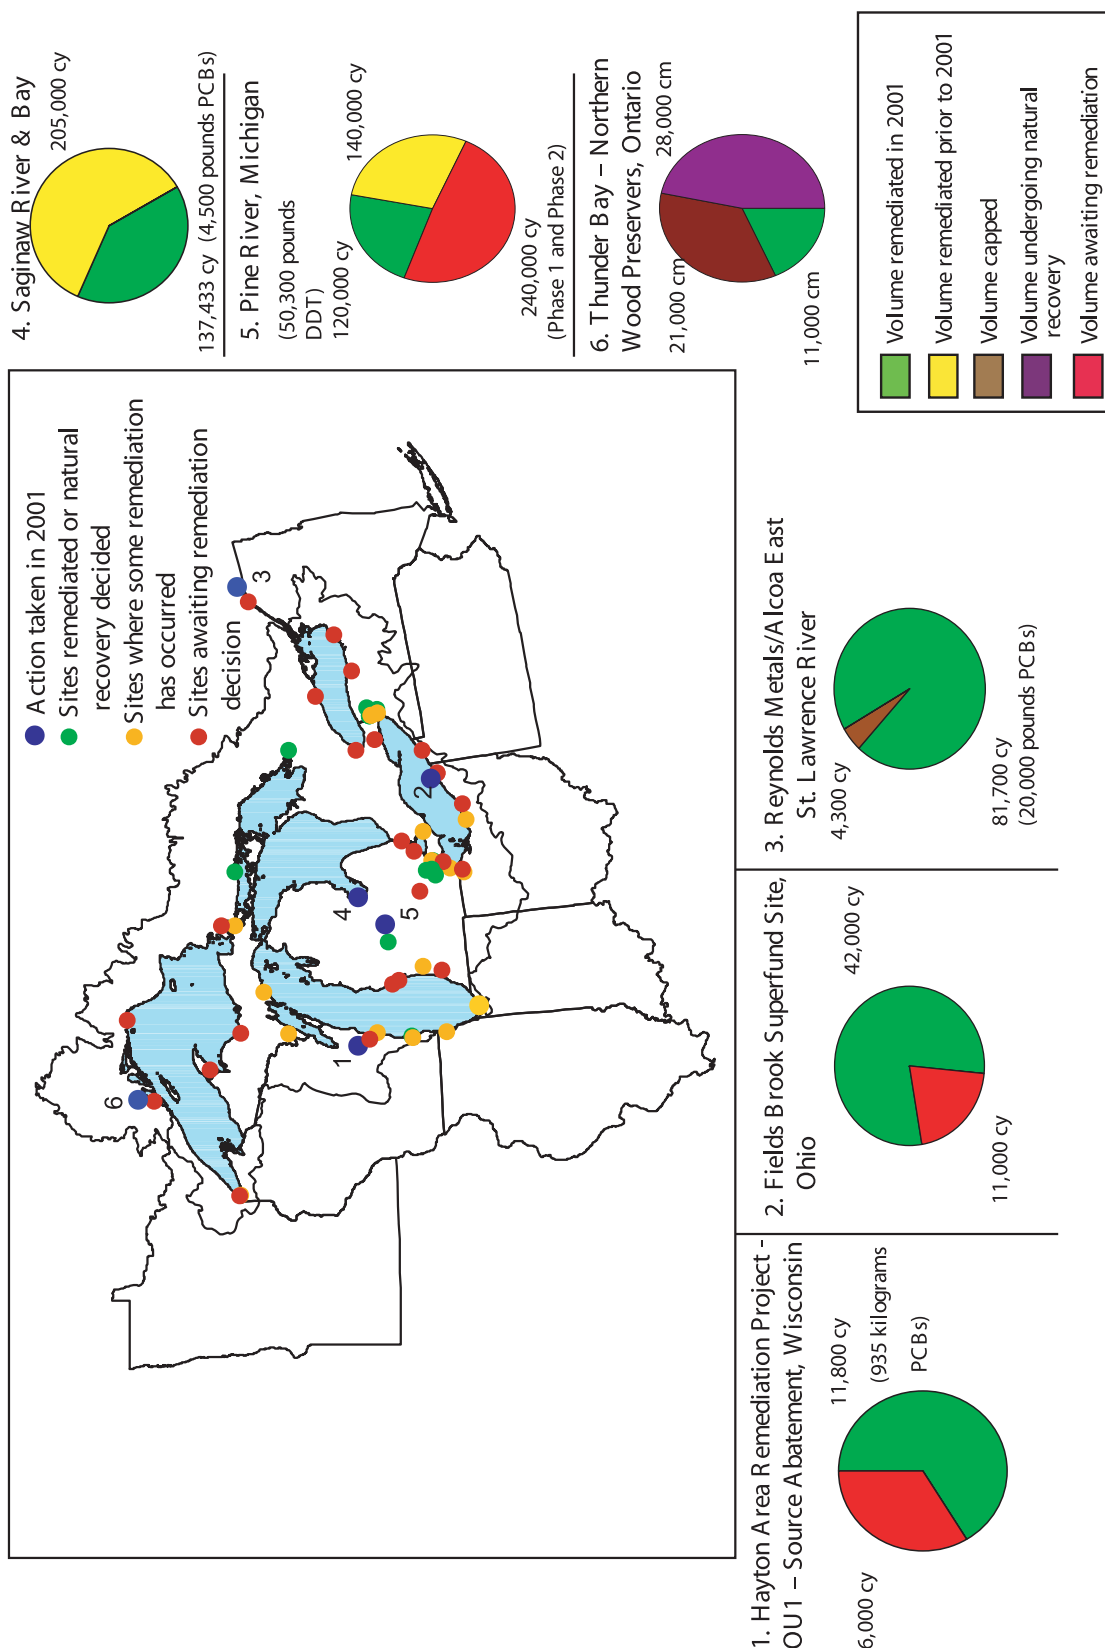 Action taken in 2001
Sites remediated or natural
recovery decided
Sites where some remediation
has occurred
Sites awaiting remediation
decision
1
2
3
4
5
6
4. Saginaw River & Bay
205,000 cy
137,433 cy (4,500 pounds PCBs)
5. Pine River, Michigan
(50,300 pounds
DDT)
120,000 cy
140,000 cy
240,000 cy
(Phase 1 and Phase 2)
6. Thunder Bay – Northern
Wood Preservers, Ontario
21,000 cm
28,000 cm
11,000 cm
1. Hayton Area Remediation Project -
OU1 – Source Abatement, Wisconsin
11,800 cy
(935 kilograms
PCBs)
6,000 cy
2. Fields Brook Superfund Site,
Ohio
42,000 cy
11,000 cy
3. Reynolds Metals/Alcoa East
St. Lawrence River
4,300 cy
81,700 cy
(20,000 pounds PCBs)
Volume remediated in 2001
Volume remediated prior to 2001
Volume capped
Volume undergoing natural
recovery
Volume awaiting remediation